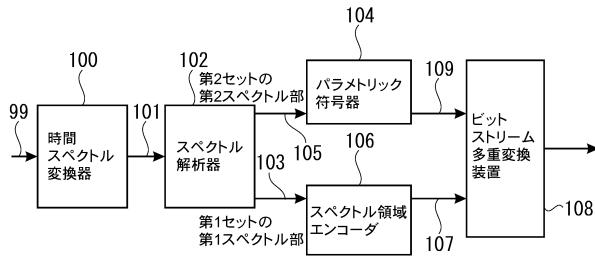 100
102
第2セットの
第2スペクトル部
104
99
時間
スペクトル
変換器
101
スペクトル
解析器
105
パラメトリック
符号器
109
103
第1セットの
第1スペクトル部
106
スペクトル領域
エンコーダ
107
ビット
ストリーム
多重変換
装置
108